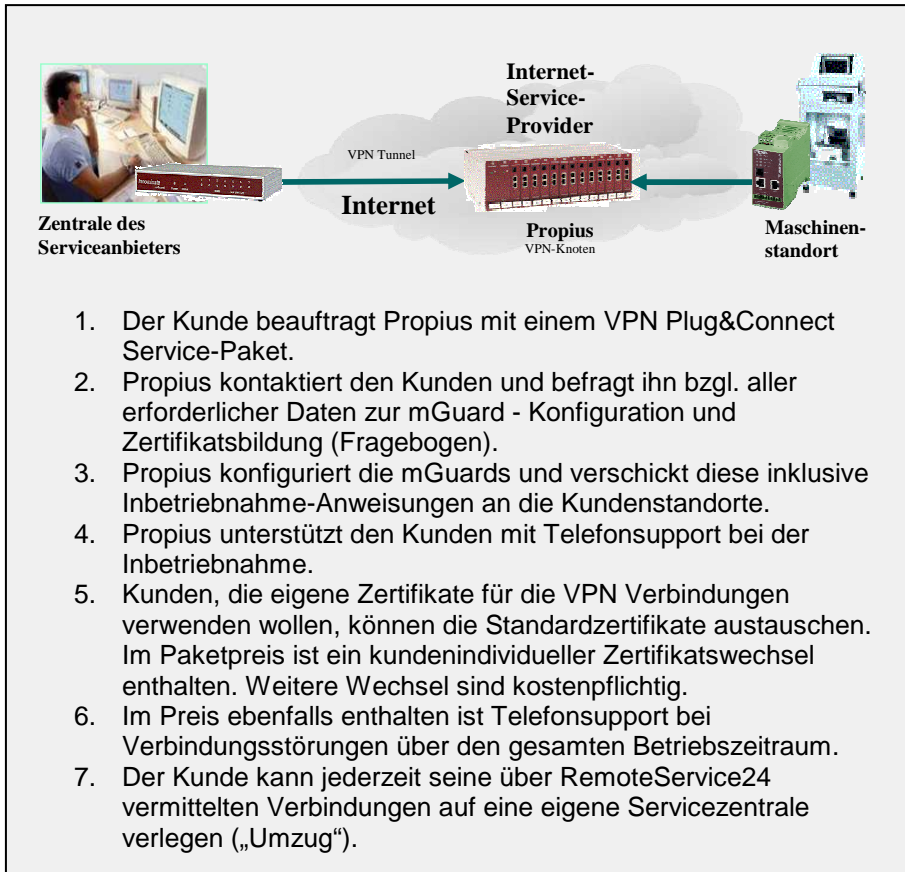 Internet-
Service-
Provider
VPN Tunnel
Internet
Zentrale des
Serviceanbieters
Propius
VPN-Knoten
Maschinen-
standort
1. Der Kunde beauftragt Propius mit einem VPN Plug&Connect
Service-Paket.
2. Propius kontaktiert den Kunden und befragt ihn bzgl. aller
erforderlicher Daten zur mGuard - Konfiguration und
Zertifikatsbildung (Fragebogen).
3. Propius konfiguriert die mGuards und verschickt diese inklusive
Inbetriebnahme-Anweisungen an die Kundenstandorte.
4. Propius unterstützt den Kunden mit Telefonsupport bei der
Inbetriebnahme.
5. Kunden, die eigene Zertifikate für die VPN Verbindungen
verwenden wollen, können die Standardzertifikate austauschen.
Im Paketpreis ist ein kundenindividueller Zertifikatswechsel
enthalten. Weitere Wechsel sind kostenpflichtig.
6. Im Preis ebenfalls enthalten ist Telefonsupport bei
Verbindungsstörungen über den gesamten Betriebszeitraum.
7. Der Kunde kann jederzeit seine über RemoteService24
vermittelten Verbindungen auf eine eigene Servicezentrale
verlegen („Umzug“).